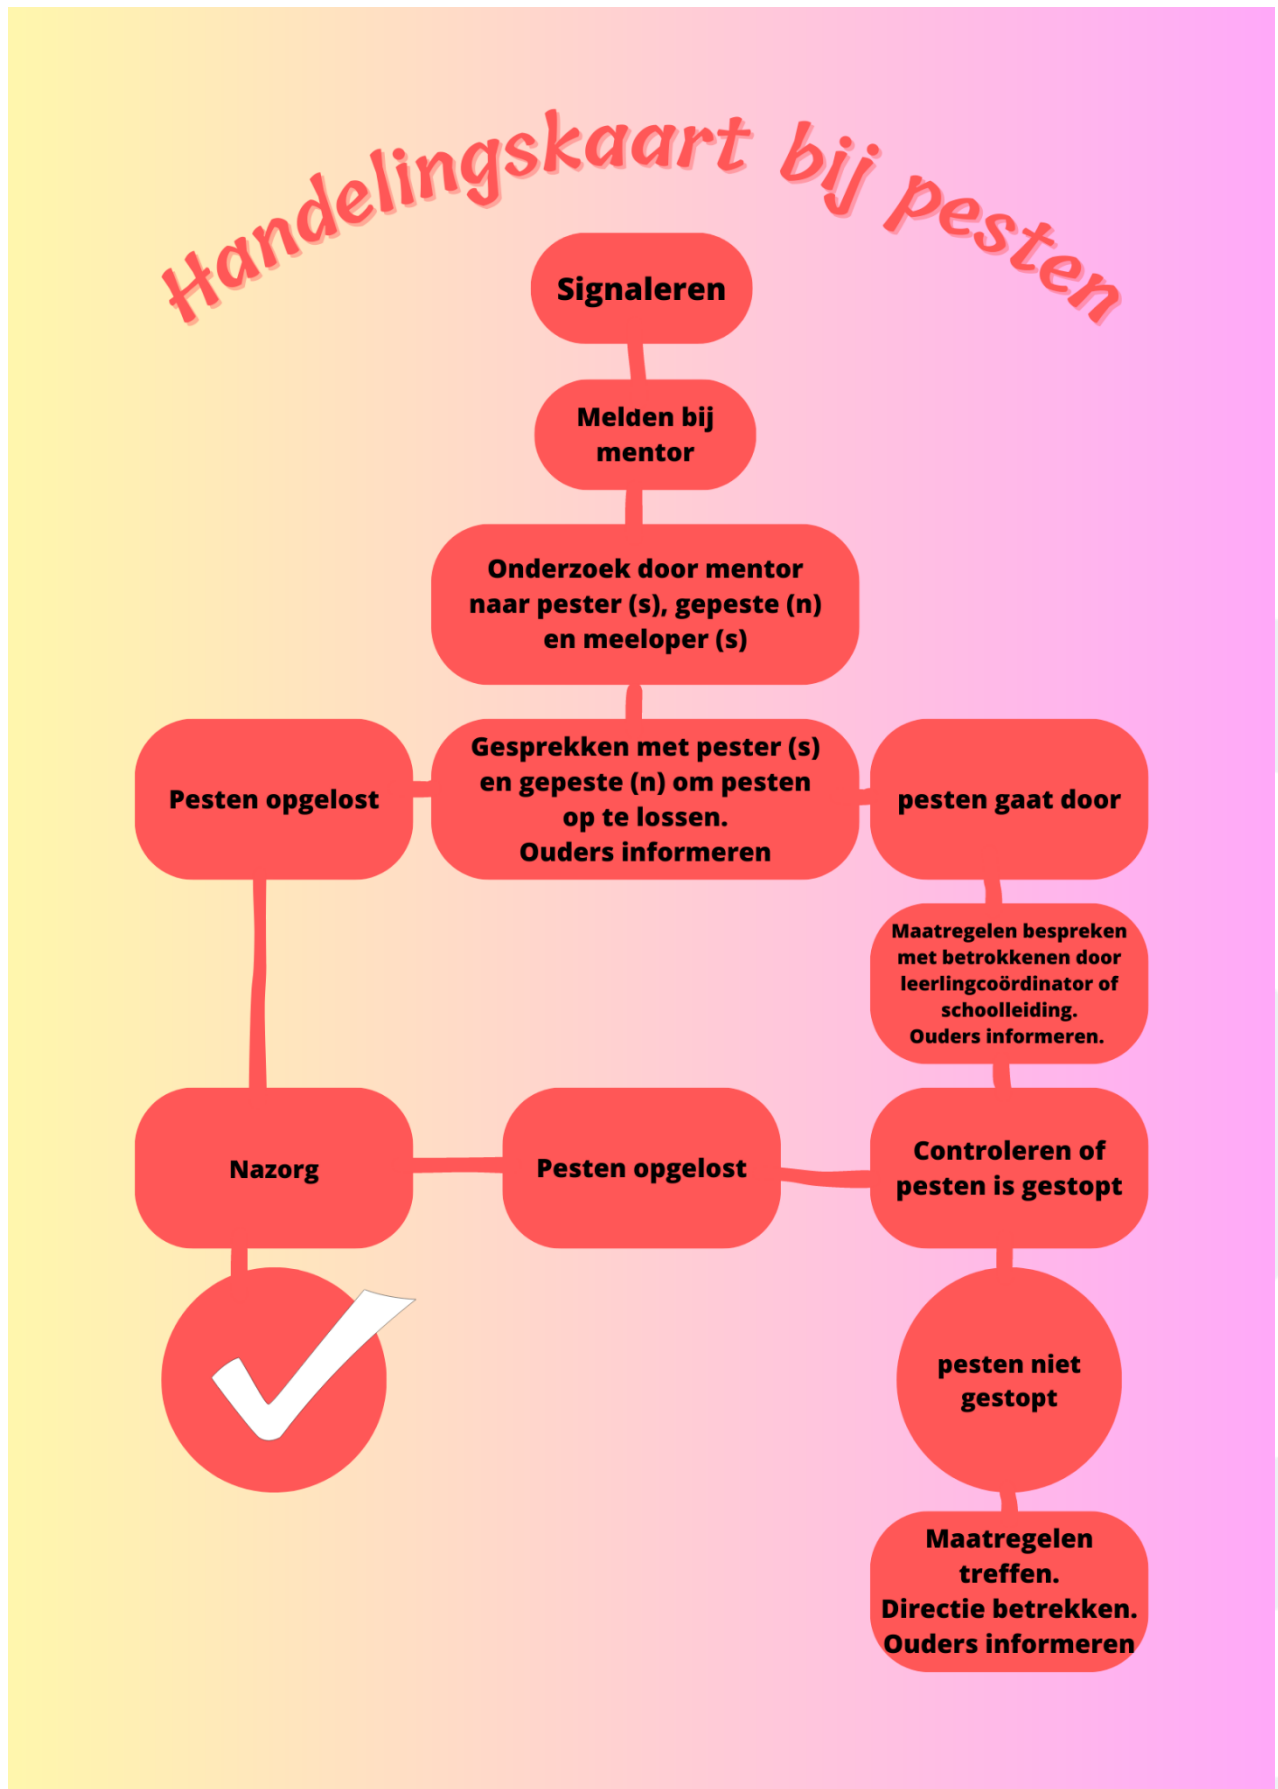 Handelingskaart bij pesten
Signaleren
Melden bij
mentor
Onderzoek door mentor
naar pester (s), gepeste (n)
en meeloper (s)
Pesten opgelost
Gesprekken met pester (s)
en gepeste (n) om pesten
op te lossen.
Ouders informeren
pesten gaat door
Maatregelen bespreken
met betrokkenen door
leerlingcoördinator of
schoolleiding.
Ouders informeren.
Nazorg
Pesten opgelost
Controleren of
pesten is gestopt
pesten niet
gestopt
Maatregelen
treffen.
Directie betrekken.
Ouders informeren